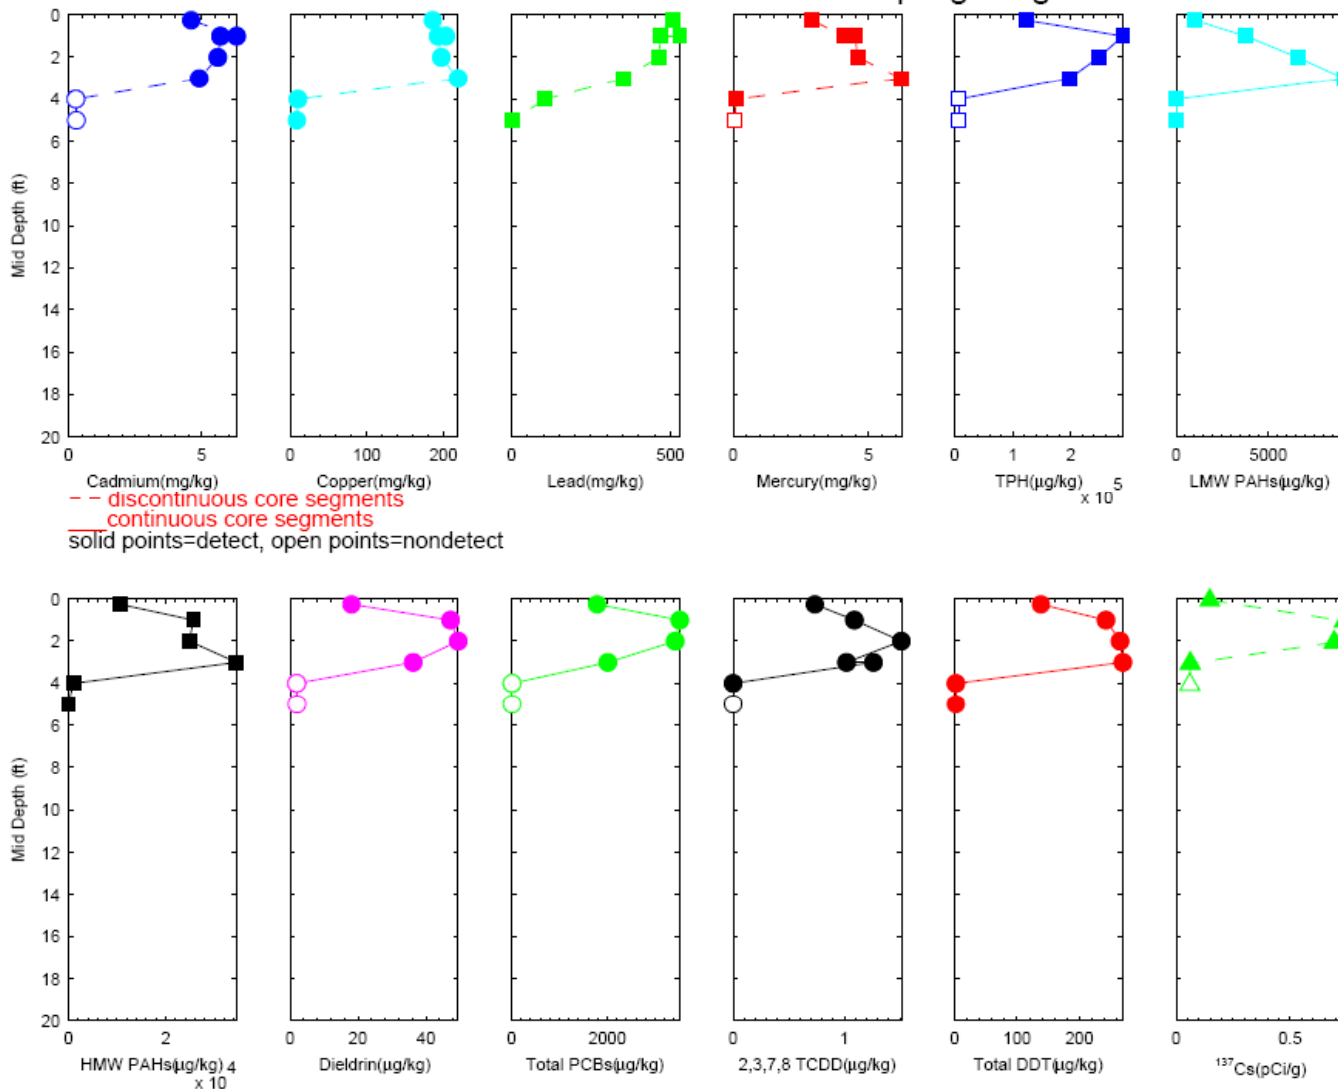 0
2
4
6
8
10
12
14
16
18
20
Mid Depth (ft)
0 5
0 100 200
0 500
0 5
0 1 2
0 5000
Cadmium(mg/kg)
Copper(mg/kg)
Lead(mg/kg)
Mercury(mg/kg)
TPH(μg/kg)
x 10^5
LMW PAHs(μg/kg)
-- discontinuous core segments
___continuous core segments
solid points=detect, open points=nondetect
0
2
4
6
8
10
12
14
16
18
20
Mid Depth (ft)
0 2
0 20 40
0 2000
0 1
0 100 200
0 0.5
HMW PAHs(μg/kg)
x 10^4
Dieldrin(μg/kg)
Total PCBs(μg/kg)
2,3,7,8 TCDD(μg/kg)
Total DDT(μg/kg)
^137Cs(pCi/g)